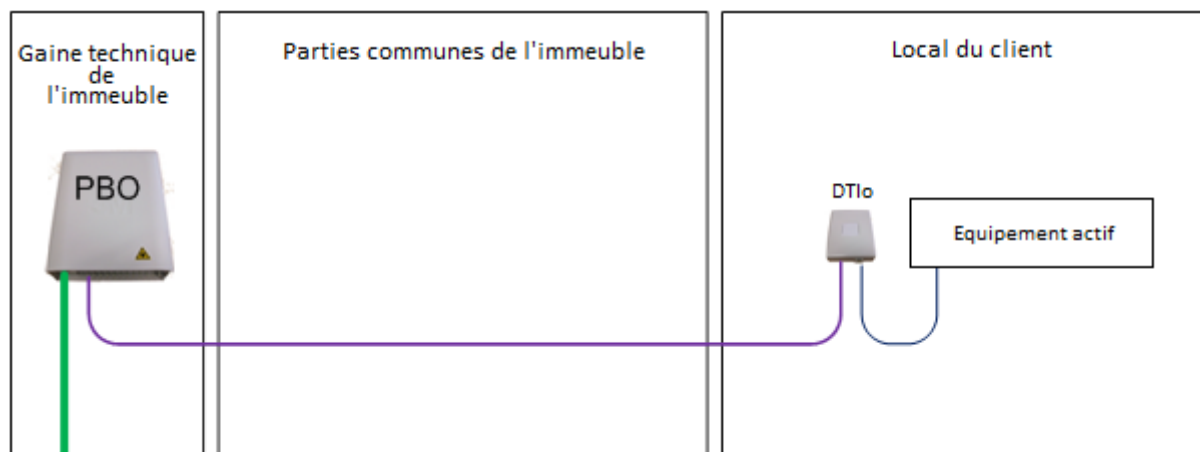 Gaine technique
de
l'immeuble
Parties communes de l'immeuble
Local du client
PBO
DTIo
Equipement actif